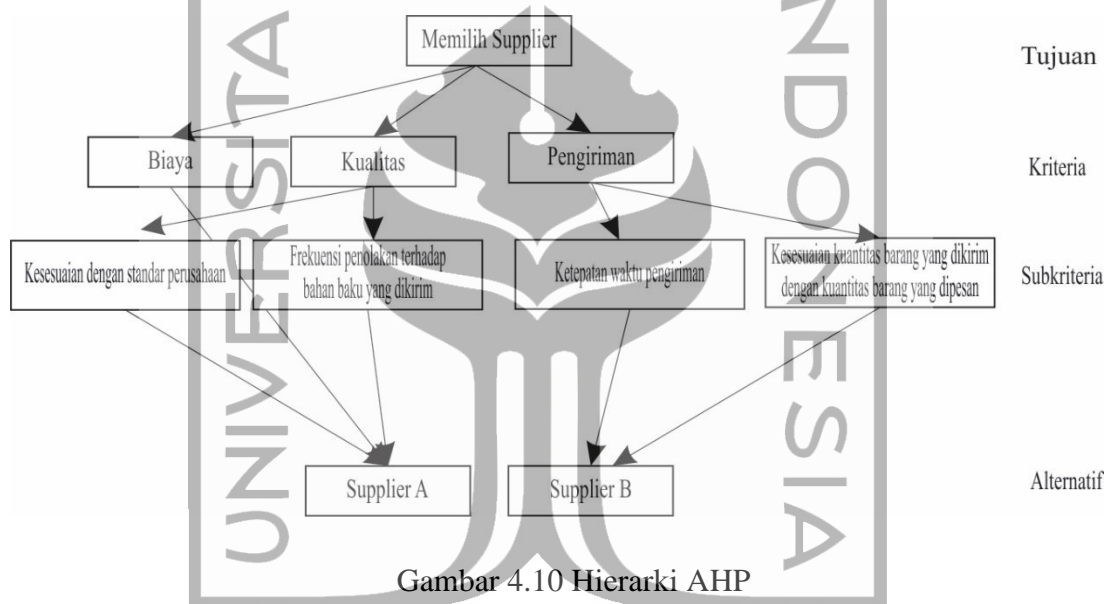 Memilih Supplier
Tujuan
Biaya
Kualitas
Pengiriman
Kriteria
Kesesuaian dengan standar perusahaan
Frekuensi penolakan terhadap
bahan baku yang dikirim
Ketepatan waktu pengiriman
Kesesuaian kuantitas barang yang dikirim
dengan kuantitas barang yang dipesan
Subkriteria
Supplier A
Supplier B
Alternatif
Gambar 4.10 Hierarki AHP
UNIVERSITA
NDONESIA